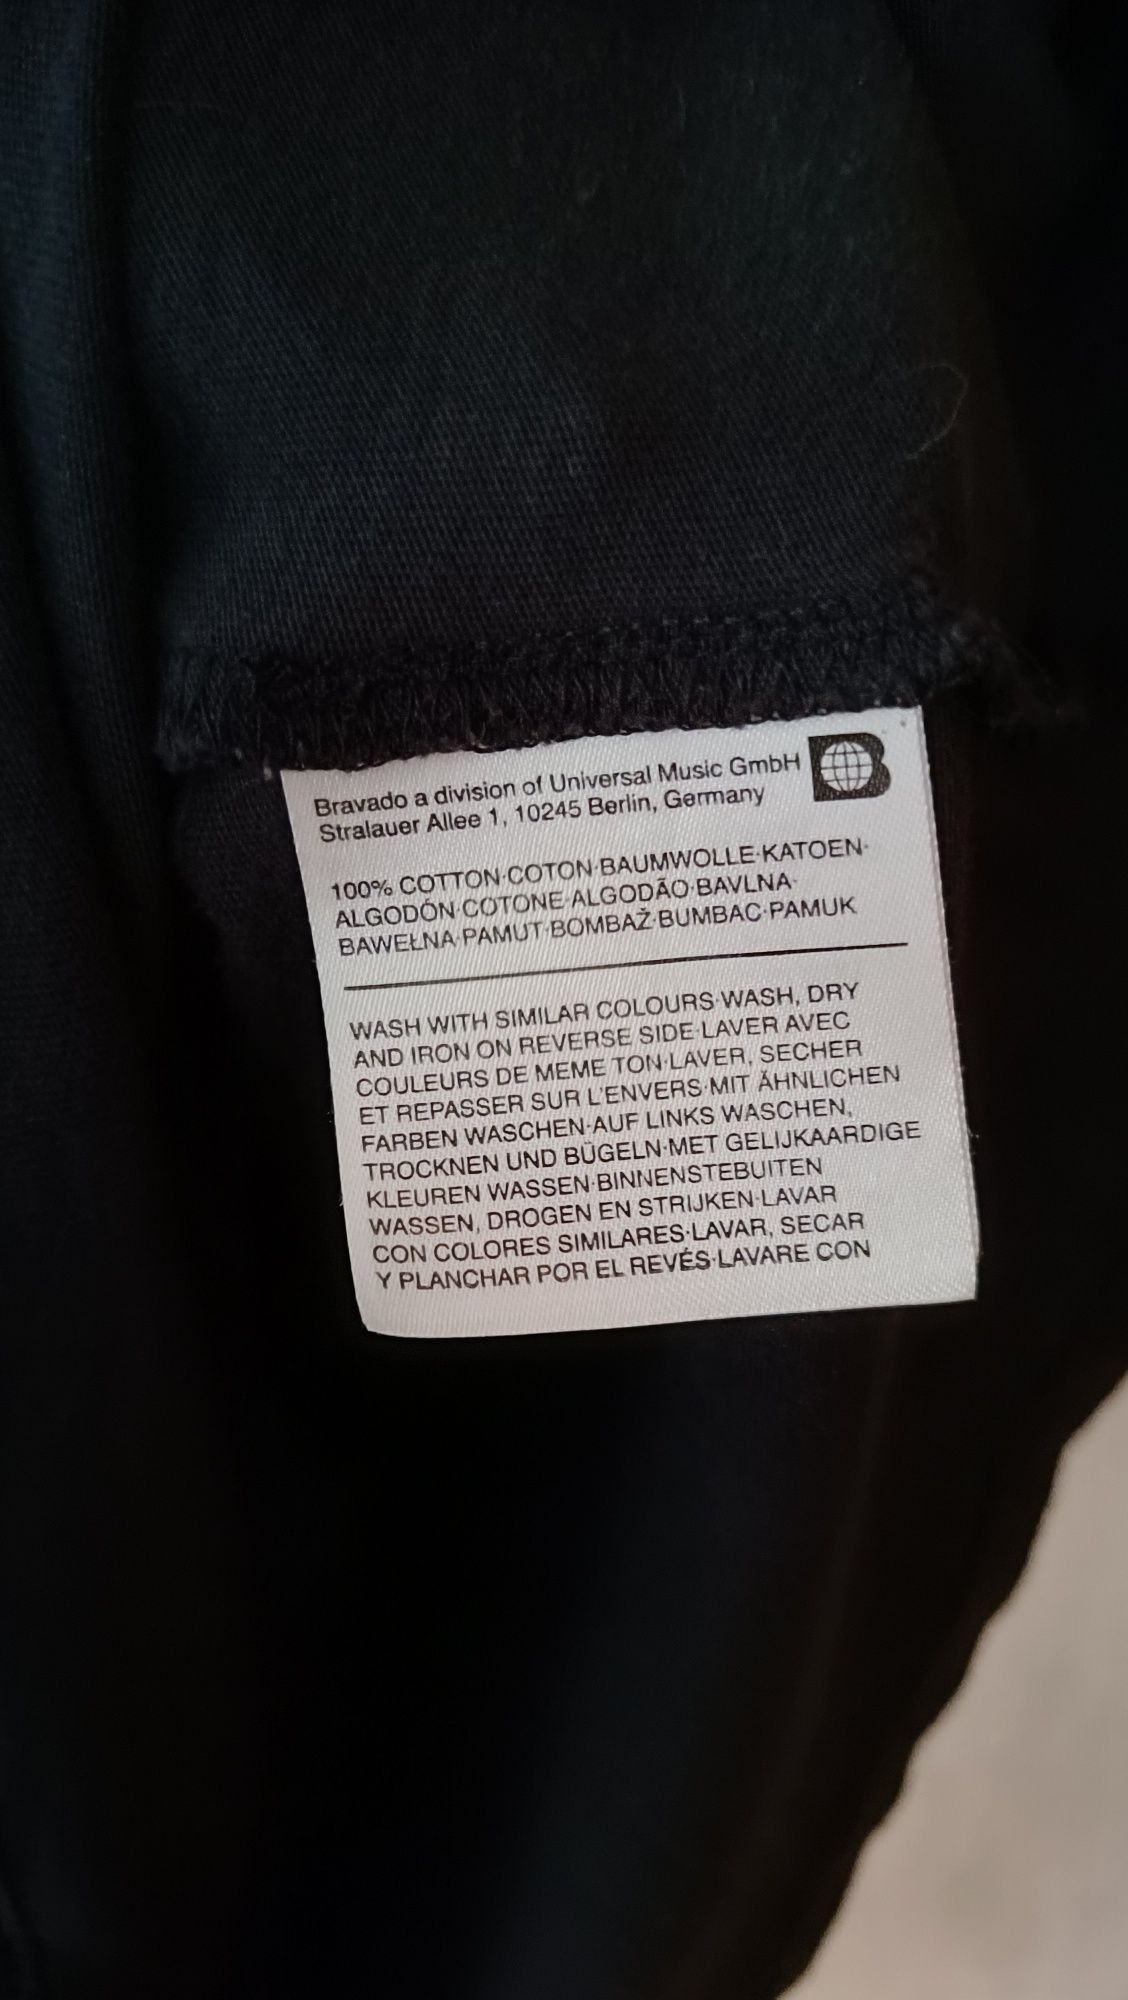 Bravado a division of Universal Music GmbH B
Stralauer Allee 1, 10245 Berlin, Germany
100% COTTON·COTON·BAUMWOLLE·KATOEN·
ALGODÓN·COTONE·ALGODÃO·BAVLNA·
BAWEŁNA·PAMUT·BOMBAŽ·BUMBAC·PAMUK
WASH WITH SIMILAR COLOURS·WASH, DRY
AND IRON ON REVERSE SIDE·LAVER AVEC
COULEURS DE MEME TON·LAVER, SECHER
ET REPASSER SUR L'ENVERS·MIT ÄHNLICHEN
FARBEN WASCHEN·AUF LINKS WASCHEN,
TROCKNEN UND BÜGELN·MET GELIJKAARDIGE
KLEUREN WASSEN·BINNENSTEBUITEN
WASSEN, DROGEN EN STRIJKEN·LAVAR
CON COLORES SIMILARES·LAVAR, SECAR
Y PLANCHAR POR EL REVÉS·LAVARE CON